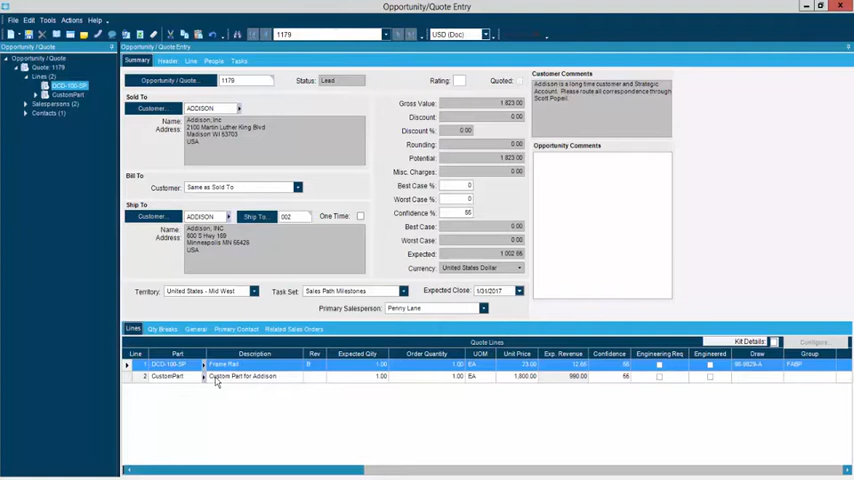 Opportunity/Quote Entry
File Edit Tools Actions Help
1179 USD (Doc)
Opportunity / Quote
Opportunity/Quote Entry
Opportunity / Quote
Quote: 1179
Lines (2)
DCD-100-SP
CustomPart
Salespersons (2)
Contacts (1)
Summary Header Line People Tasks
Opportunity / Quote... 1179 Status: Lead Rating: Quoted:
Customer Comments
Addison is a long time customer and Strategic
Account. Please route all correspondence through
Scott Popeil.
Sold To
Customer... ADDISON
Name: Addison, Inc
Address: 2100 Martin Luther King Blvd
Madison WI 53703
USA
Bill To
Customer: Same as Sold To
Ship To
Customer... ADDISON Ship To... 002 One Time:
Name: Addison, INC
Address: 600 S Hwy 169
Minneapolis MN 55426
USA
Gross Value: 1 823.00
Discount: 0.00
Discount %: 0.00
Rounding: 0.00
Potential: 1 823.00
Misc. Charges: 0.00
Best Case %: 0
Worst Case %: 0
Confidence %: 55
Best Case: 0.00
Worst Case: 0.00
Expected: 1 002.65
Currency: United States Dollar
Opportunity Comments
Territory: United States - Mid West Task Set: Sales Path Milestones Expected Close: 1/31/2017
Primary Salesperson: Penny Lane
Lines Qty Breaks General Primary Contact Related Sales Orders
Quote Lines Kit Details: Configure...
Line Part Description Rev Expected Qty Order Quantity UOM Unit Price Exp. Revenue Confidence Engineering Req Engineered Draw Group
1 DCD-100-SP Frame Rail B 1.00 1.00 EA 23.00 12.65 55 FABP
2 CustomPart Custom Part for Addison 1.00 1.00 EA 1,800.00 990.00 55